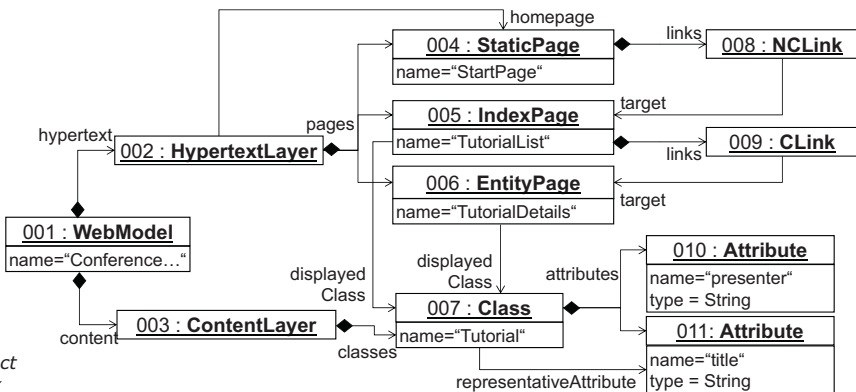 homepage
004 : StaticPage
name="StartPage“
links
008 : NCLink
hypertext
pages
target
005 : IndexPage
name="TutorialList“
links
009 : CLink
002 : HypertextLayer
006 : EntityPage
name="TutorialDetails“
target
001 : WebModel
name="Conference…“
displayed
Class
displayed
Class
attributes
010 : Attribute
name="presenter“
type = String
content
003 : ContentLayer
classes
007 : Class
name="Tutorial“
011: Attribute
name="title“
type = String
representativeAttribute
ect